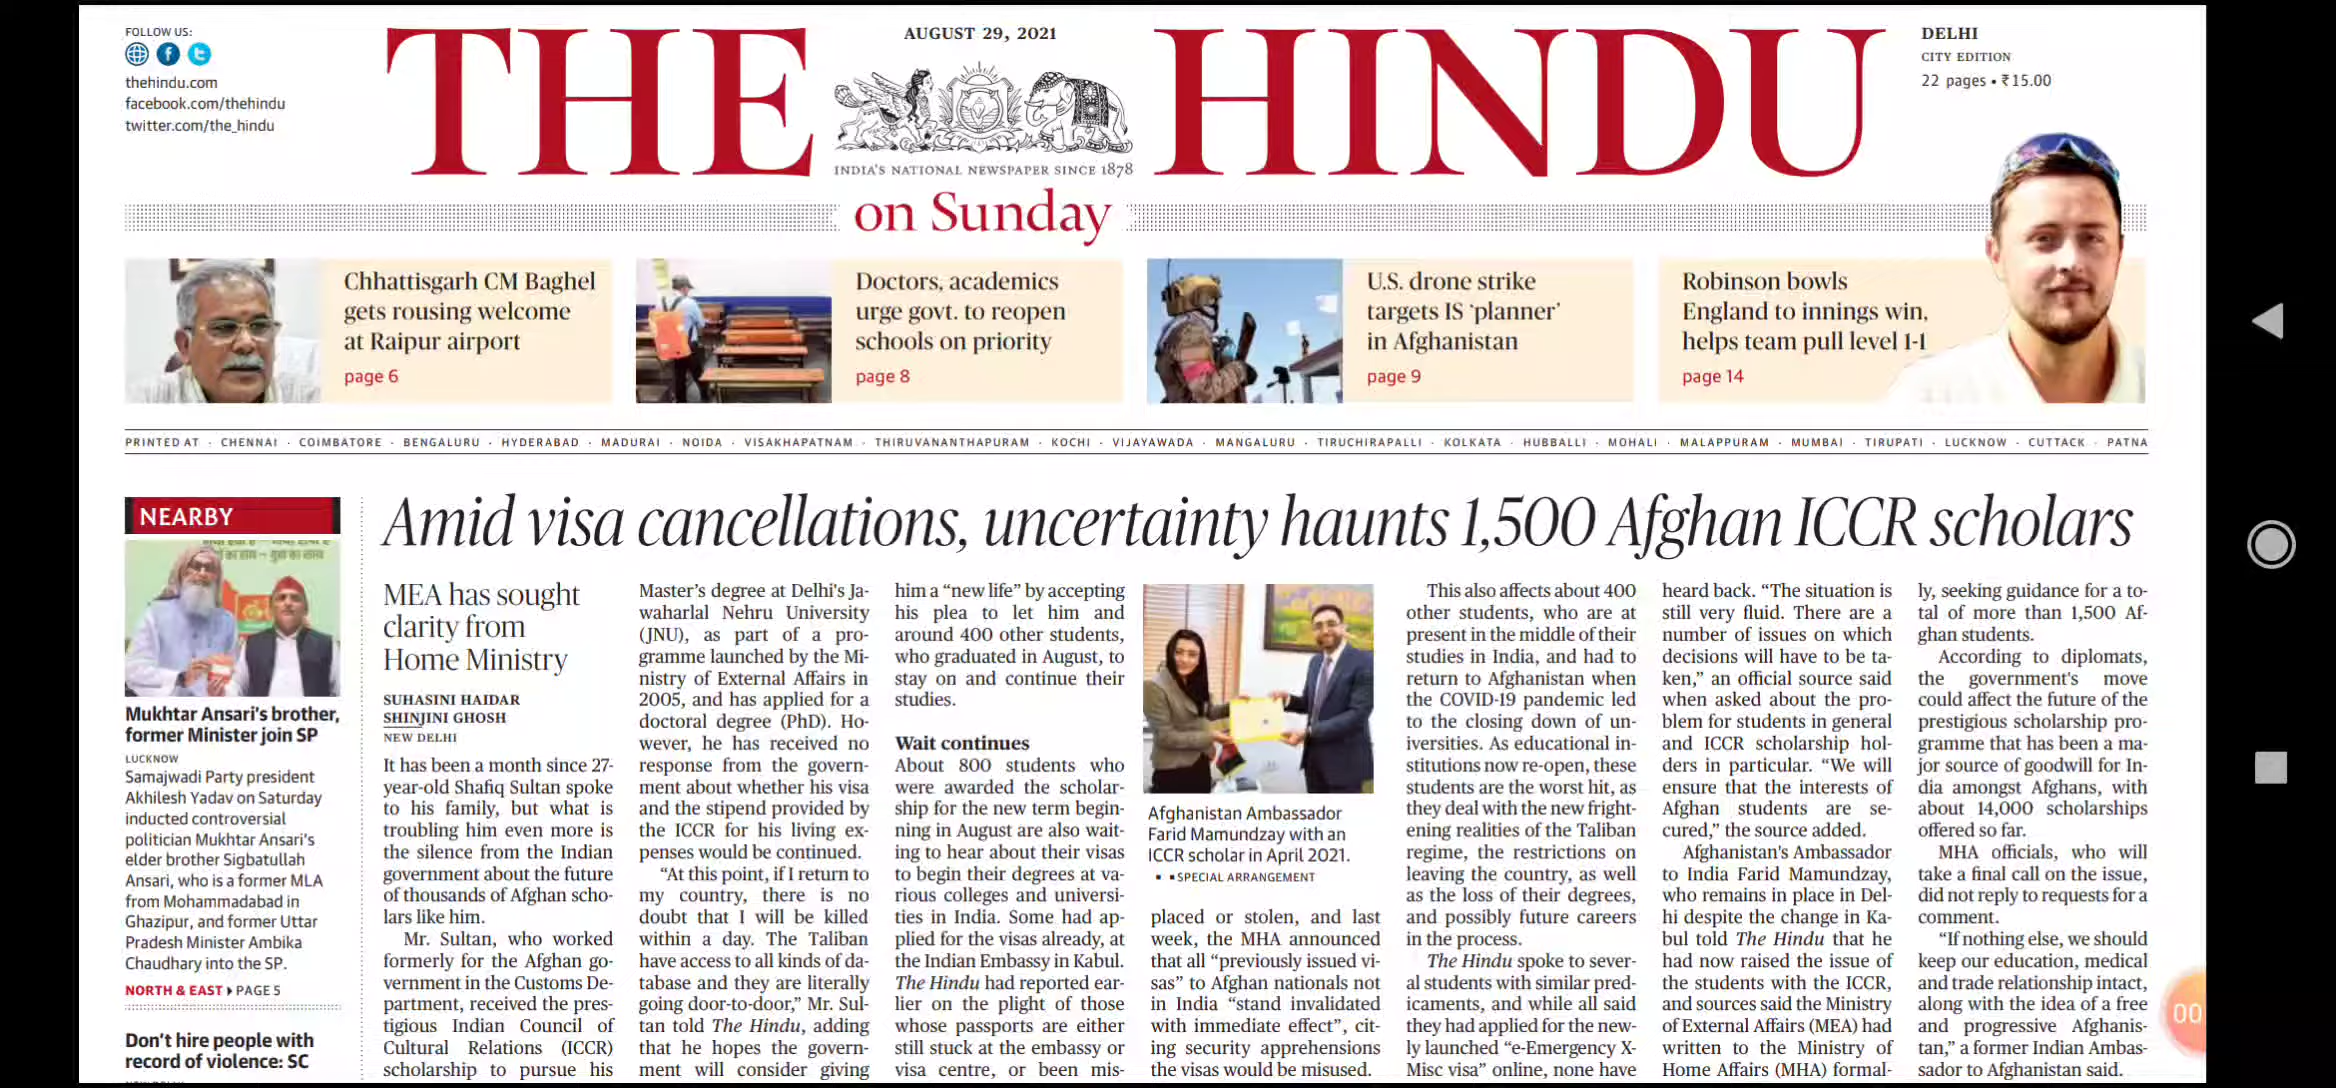 FOLLOW US:
thehindu.com
facebook.com/thehindu
twitter.com/the_hindu
THE HINDU
AUGUST 29, 2021
INDIA'S NATIONAL NEWSPAPER SINCE 1878
on Sunday
DELHI
CITY EDITION
22 pages • ₹15.00
Chhattisgarh CM Baghel
gets rousing welcome
at Raipur airport
page 6
Doctors, academics
urge govt. to reopen
schools on priority
page 8
U.S. drone strike
targets IS ‘planner’
in Afghanistan
page 9
Robinson bowls
England to innings win,
helps team pull level 1-1
page 14
PRINTED AT · CHENNAI · COIMBATORE · BENGALURU · HYDERABAD · MADURAI · NOIDA · VISAKHAPATNAM · THIRUVANANTHAPURAM · KOCHI · VIJAYAWADA · MANGALURU · TIRUCHIRAPALLI · KOLKATA · HUBBALLI · MOHALI · MALAPPURAM · MUMBAI · TIRUPATI · LUCKNOW · CUTTACK · PATNA
NEARBY
Mukhtar Ansari's brother,
former Minister join SP
LUCKNOW
Samajwadi Party president
Akhilesh Yadav on Saturday
inducted controversial
politician Mukhtar Ansari's
elder brother Sigbatullah
Ansari, who is a former MLA
from Mohammadabad in
Ghazipur, and former Uttar
Pradesh Minister Ambika
Chaudhary into the SP.
NORTH & EAST ▸ PAGE 5
Don't hire people with
record of violence: SC
Amid visa cancellations, uncertainty haunts 1,500 Afghan ICCR scholars
MEA has sought
clarity from
Home Ministry
SUHASINI HAIDAR
SHINJINI GHOSH
NEW DELHI
It has been a month since 27-
year-old Shafiq Sultan spoke
to his family, but what is
troubling him even more is
the silence from the Indian
government about the future
of thousands of Afghan scho-
lars like him.
Mr. Sultan, who worked
formerly for the Afghan go-
vernment in the Customs De-
partment, received the pres-
tigious Indian Council of
Cultural Relations (ICCR)
scholarship to pursue his
Master's degree at Delhi's Ja-
waharlal Nehru University
(JNU), as part of a pro-
gramme launched by the Mi-
nistry of External Affairs in
2005, and has applied for a
doctoral degree (PhD). Ho-
wever, he has received no
response from the govern-
ment about whether his visa
and the stipend provided by
the ICCR for his living ex-
penses would be continued.
“At this point, if I return to
my country, there is no
doubt that I will be killed
within a day. The Taliban
have access to all kinds of da-
tabase and they are literally
going door-to-door,” Mr. Sul-
tan told The Hindu, adding
that he hopes the govern-
ment will consider giving
him a “new life” by accepting
his plea to let him and
around 400 other students,
who graduated in August, to
stay on and continue their
studies.
Wait continues
About 800 students who
were awarded the scholar-
ship for the new term begin-
ning in August are also wait-
ing to hear about their visas
to begin their degrees at va-
rious colleges and universi-
ties in India. Some had ap-
plied for the visas already, at
the Indian Embassy in Kabul.
The Hindu had reported ear-
lier on the plight of those
whose passports are either
still stuck at the embassy or
visa centre, or been mis-
Afghanistan Ambassador
Farid Mamundzay with an
ICCR scholar in April 2021.
▪ ▪ SPECIAL ARRANGEMENT
placed or stolen, and last
week, the MHA announced
that all “previously issued vi-
sas” to Afghan nationals not
in India “stand invalidated
with immediate effect”, cit-
ing security apprehensions
the visas would be misused.
This also affects about 400
other students, who are at
present in the middle of their
studies in India, and had to
return to Afghanistan when
the COVID-19 pandemic led
to the closing down of un-
iversities. As educational in-
stitutions now re-open, these
students are the worst hit, as
they deal with the new fright-
ening realities of the Taliban
regime, the restrictions on
leaving the country, as well
as the loss of their degrees,
and possibly future careers
in the process.
The Hindu spoke to sever-
al students with similar pred-
icaments, and while all said
they had applied for the new-
ly launched “e-Emergency X-
Misc visa” online, none have
heard back. “The situation is
still very fluid. There are a
number of issues on which
decisions will have to be ta-
ken,” an official source said
when asked about the pro-
blem for students in general
and ICCR scholarship hol-
ders in particular. “We will
ensure that the interests of
Afghan students are se-
cured,” the source added.
Afghanistan's Ambassador
to India Farid Mamundzay,
who remains in place in Del-
hi despite the change in Ka-
bul told The Hindu that he
had now raised the issue of
the students with the ICCR,
and sources said the Ministry
of External Affairs (MEA) had
written to the Ministry of
Home Affairs (MHA) formal-
ly, seeking guidance for a to-
tal of more than 1,500 Af-
ghan students.
According to diplomats,
the government's move
could affect the future of the
prestigious scholarship pro-
gramme that has been a ma-
jor source of goodwill for In-
dia amongst Afghans, with
about 14,000 scholarships
offered so far.
MHA officials, who will
take a final call on the issue,
did not reply to requests for a
comment.
“If nothing else, we should
keep our education, medical
and trade relationship intact,
along with the idea of a free
and progressive Afghanis-
tan,” a former Indian Ambas-
sador to Afghanistan said.
00